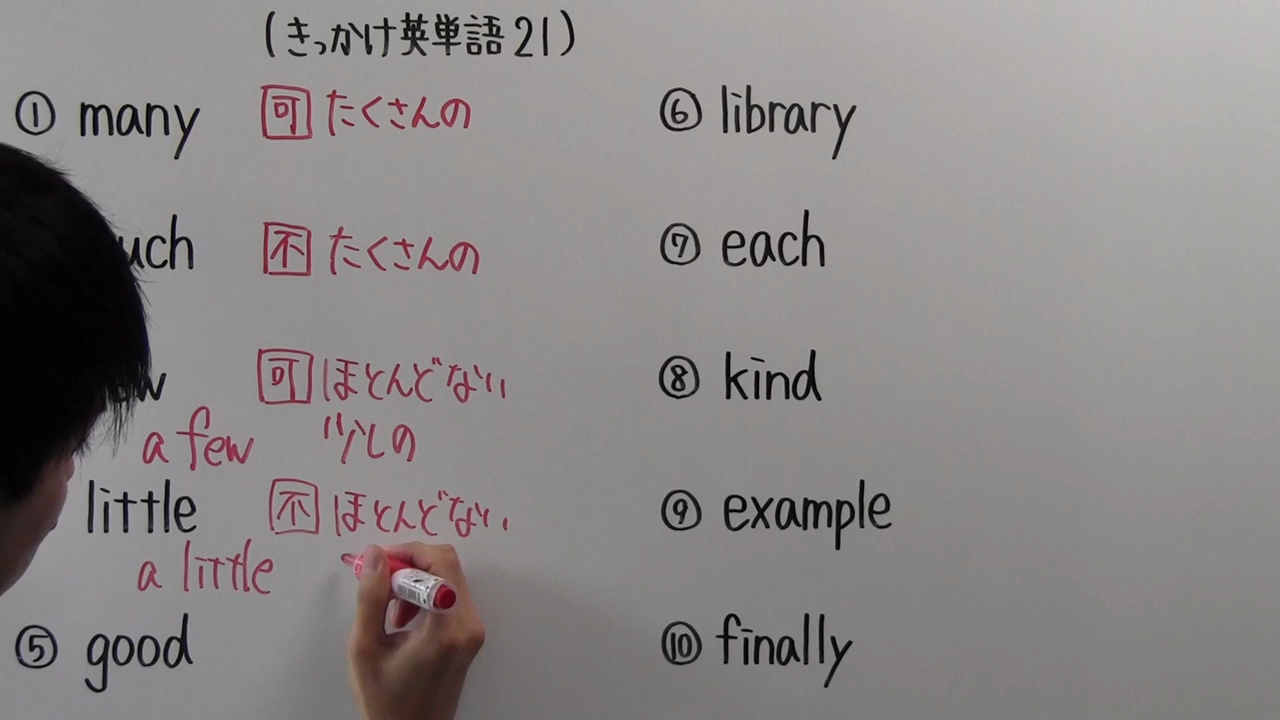 (きっかけ英単語21)
① many 可 たくさんの
uch 不 たくさんの
可 ほとんどない
a few 少しの
little 不 ほとんどない
a little
⑤ good
⑥ library
⑦ each
⑧ kind
⑨ example
⑩ finally